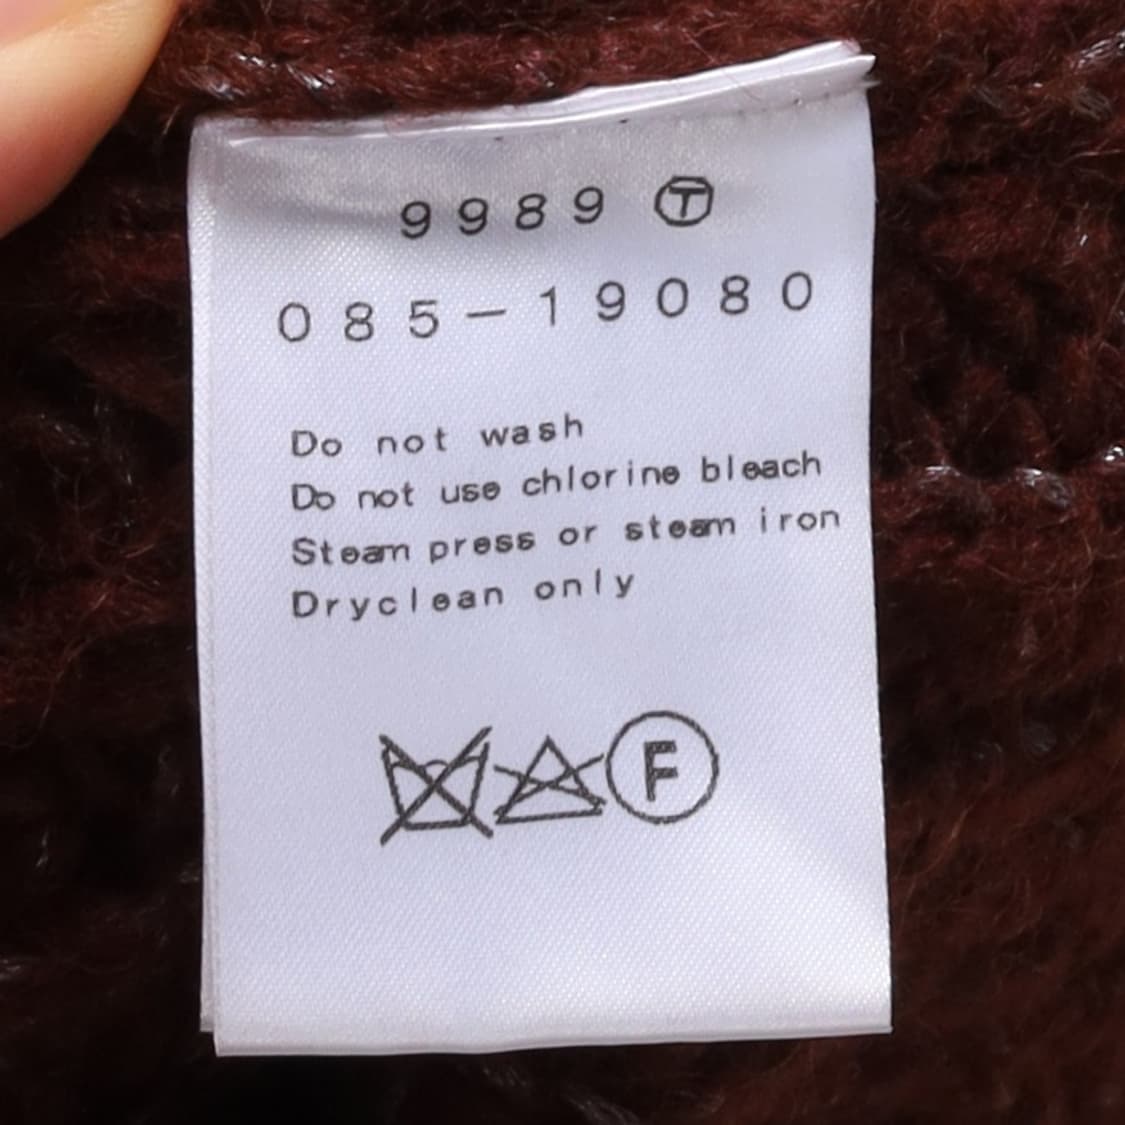 9989 Ⓣ
085-19080
Do not wash
Do not use chlorine bleach
Steam press or steam iron
Dryclean only
F